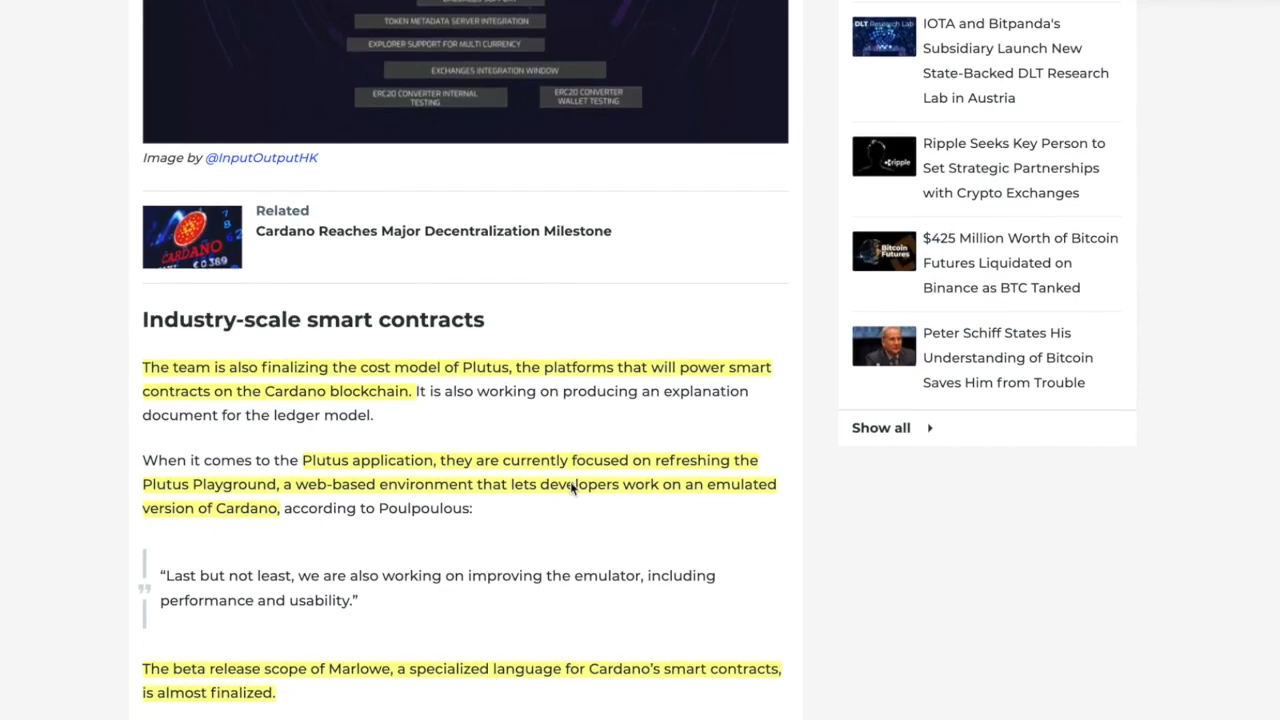 TOKEN METADATA SERVER INTEGRATION
EXPLORER SUPPORT FOR MULTI CURRENCY
EXCHANGES INTEGRATION WINDOW
ERC20 CONVERTER INTERNAL
TESTING
ERC20 CONVERTER
WALLET TESTING
Image by @InputOutputHK
CARDANO
€0.369
Related
Cardano Reaches Major Decentralization Milestone
Industry-scale smart contracts
The team is also finalizing the cost model of Plutus, the platforms that will power smart
contracts on the Cardano blockchain. It is also working on producing an explanation
document for the ledger model.
When it comes to the Plutus application, they are currently focused on refreshing the
Plutus Playground, a web-based environment that lets developers work on an emulated
version of Cardano, according to Poulpoulous:
“Last but not least, we are also working on improving the emulator, including
performance and usability.”
The beta release scope of Marlowe, a specialized language for Cardano’s smart contracts,
is almost finalized.
DLT Research Lab
IOTA and Bitpanda's
Subsidiary Launch New
State-Backed DLT Research
Lab in Austria
ripple
Ripple Seeks Key Person to
Set Strategic Partnerships
with Crypto Exchanges
Bitcoin
Futures
$425 Million Worth of Bitcoin
Futures Liquidated on
Binance as BTC Tanked
Peter Schiff States His
Understanding of Bitcoin
Saves Him from Trouble
Show all